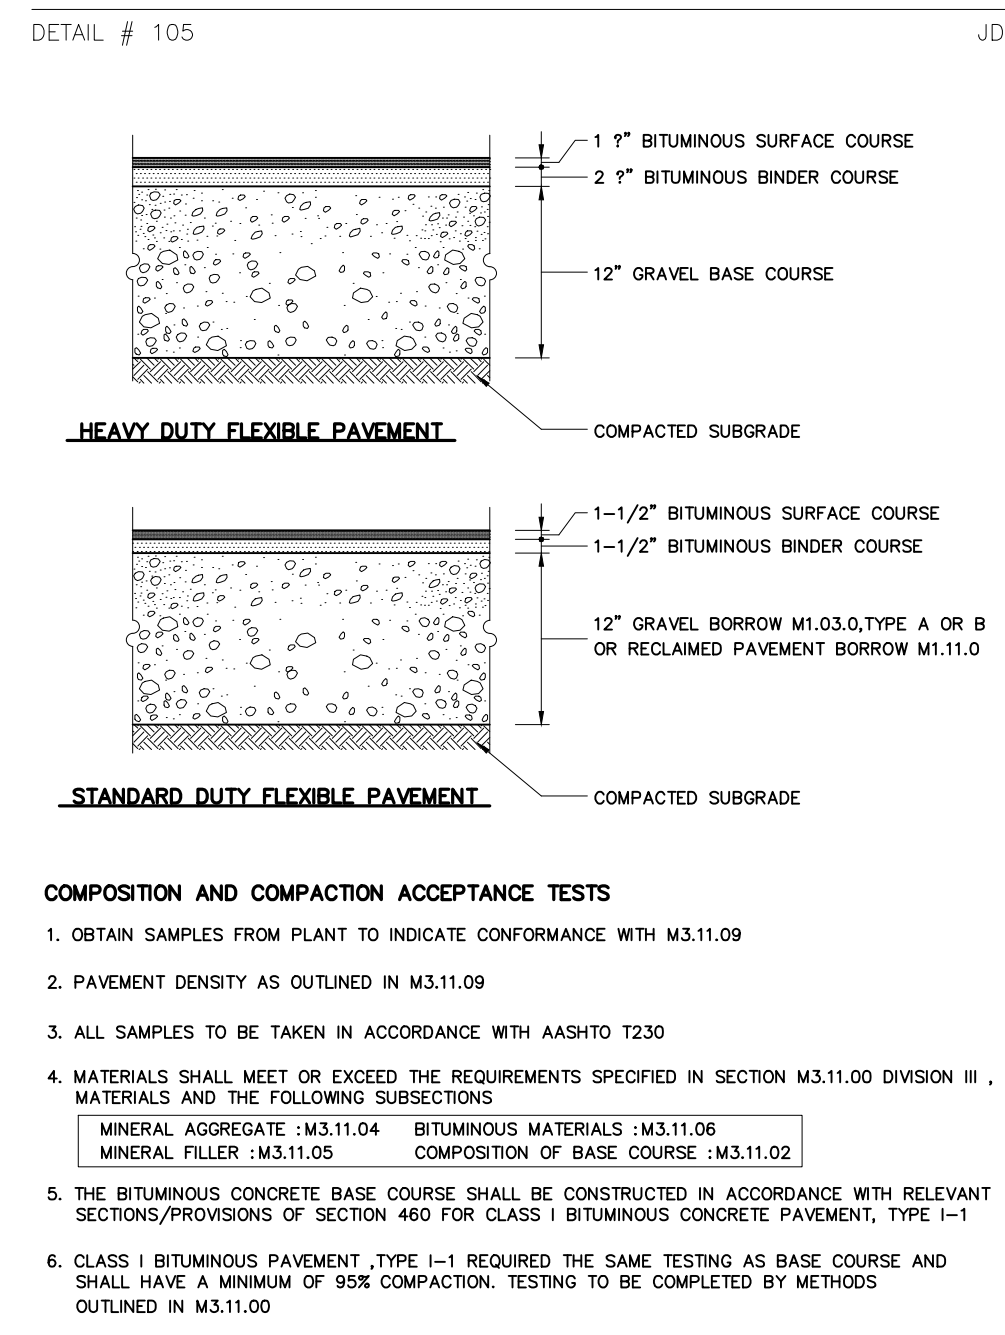 DETAIL # 105 JD
1 ?" BITUMINOUS SURFACE COURSE
2 ?" BITUMINOUS BINDER COURSE
12" GRAVEL BASE COURSE
HEAVY DUTY FLEXIBLE PAVEMENT
COMPACTED SUBGRADE
1-1/2" BITUMINOUS SURFACE COURSE
1-1/2" BITUMINOUS BINDER COURSE
12" GRAVEL BORROW M1.03.0,TYPE A OR B
OR RECLAIMED PAVEMENT BORROW M1.11.0
STANDARD DUTY FLEXIBLE PAVEMENT
COMPACTED SUBGRADE
COMPOSITION AND COMPACTION ACCEPTANCE TESTS
1. OBTAIN SAMPLES FROM PLANT TO INDICATE CONFORMANCE WITH M3.11.09
2. PAVEMENT DENSITY AS OUTLINED IN M3.11.09
3. ALL SAMPLES TO BE TAKEN IN ACCORDANCE WITH AASHTO T230
4. MATERIALS SHALL MEET OR EXCEED THE REQUIREMENTS SPECIFIED IN SECTION M3.11.00 DIVISION III ,
MATERIALS AND THE FOLLOWING SUBSECTIONS
MINERAL AGGREGATE :M3.11.04 BITUMINOUS MATERIALS :M3.11.06
MINERAL FILLER :M3.11.05 COMPOSITION OF BASE COURSE :M3.11.02
5. THE BITUMINOUS CONCRETE BASE COURSE SHALL BE CONSTRUCTED IN ACCORDANCE WITH RELEVANT
SECTIONS/PROVISIONS OF SECTION 460 FOR CLASS I BITUMINOUS CONCRETE PAVEMENT, TYPE I-1
6. CLASS I BITUMINOUS PAVEMENT ,TYPE I-1 REQUIRED THE SAME TESTING AS BASE COURSE AND
SHALL HAVE A MINIMUM OF 95% COMPACTION. TESTING TO BE COMPLETED BY METHODS
OUTLINED IN M3.11.00